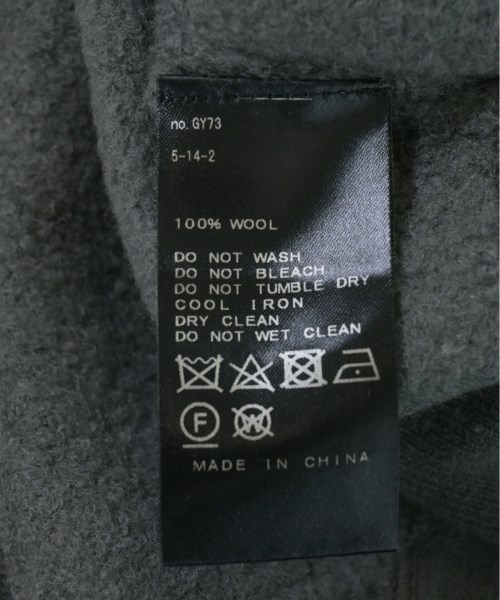 no. GY73
5-14-2
100% WOOL
DO NOT WASH
DO NOT BLEACH
DO NOT TUMBLE DRY
COOL IRON
DRY CLEAN
DO NOT WET CLEAN
F W
MADE IN CHINA